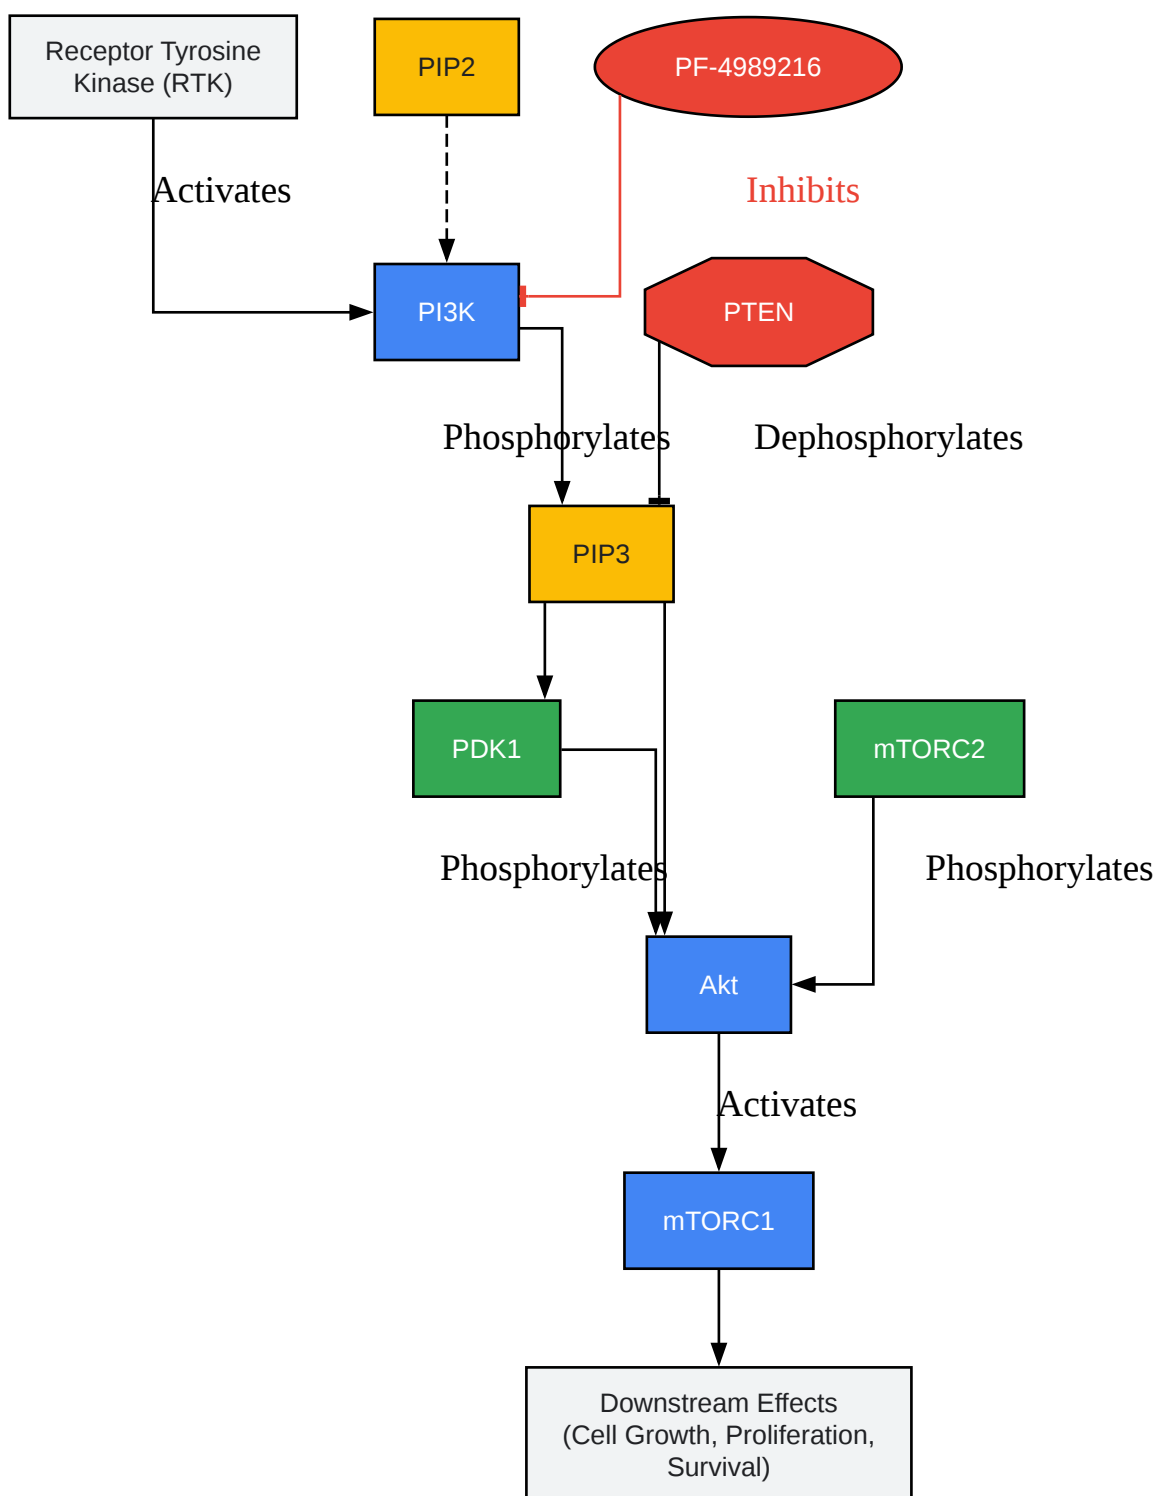 Receptor Tyrosine
Kinase (RTK)
PIP2
PF-4989216
Activates
Inhibits
PI3K
PTEN
Phosphorylates
Dephosphorylates
PIP3
PDK1
mTORC2
Phosphorylates
Phosphorylates
Akt
Activates
mTORC1
Downstream Effects
(Cell Growth, Proliferation,
Survival)